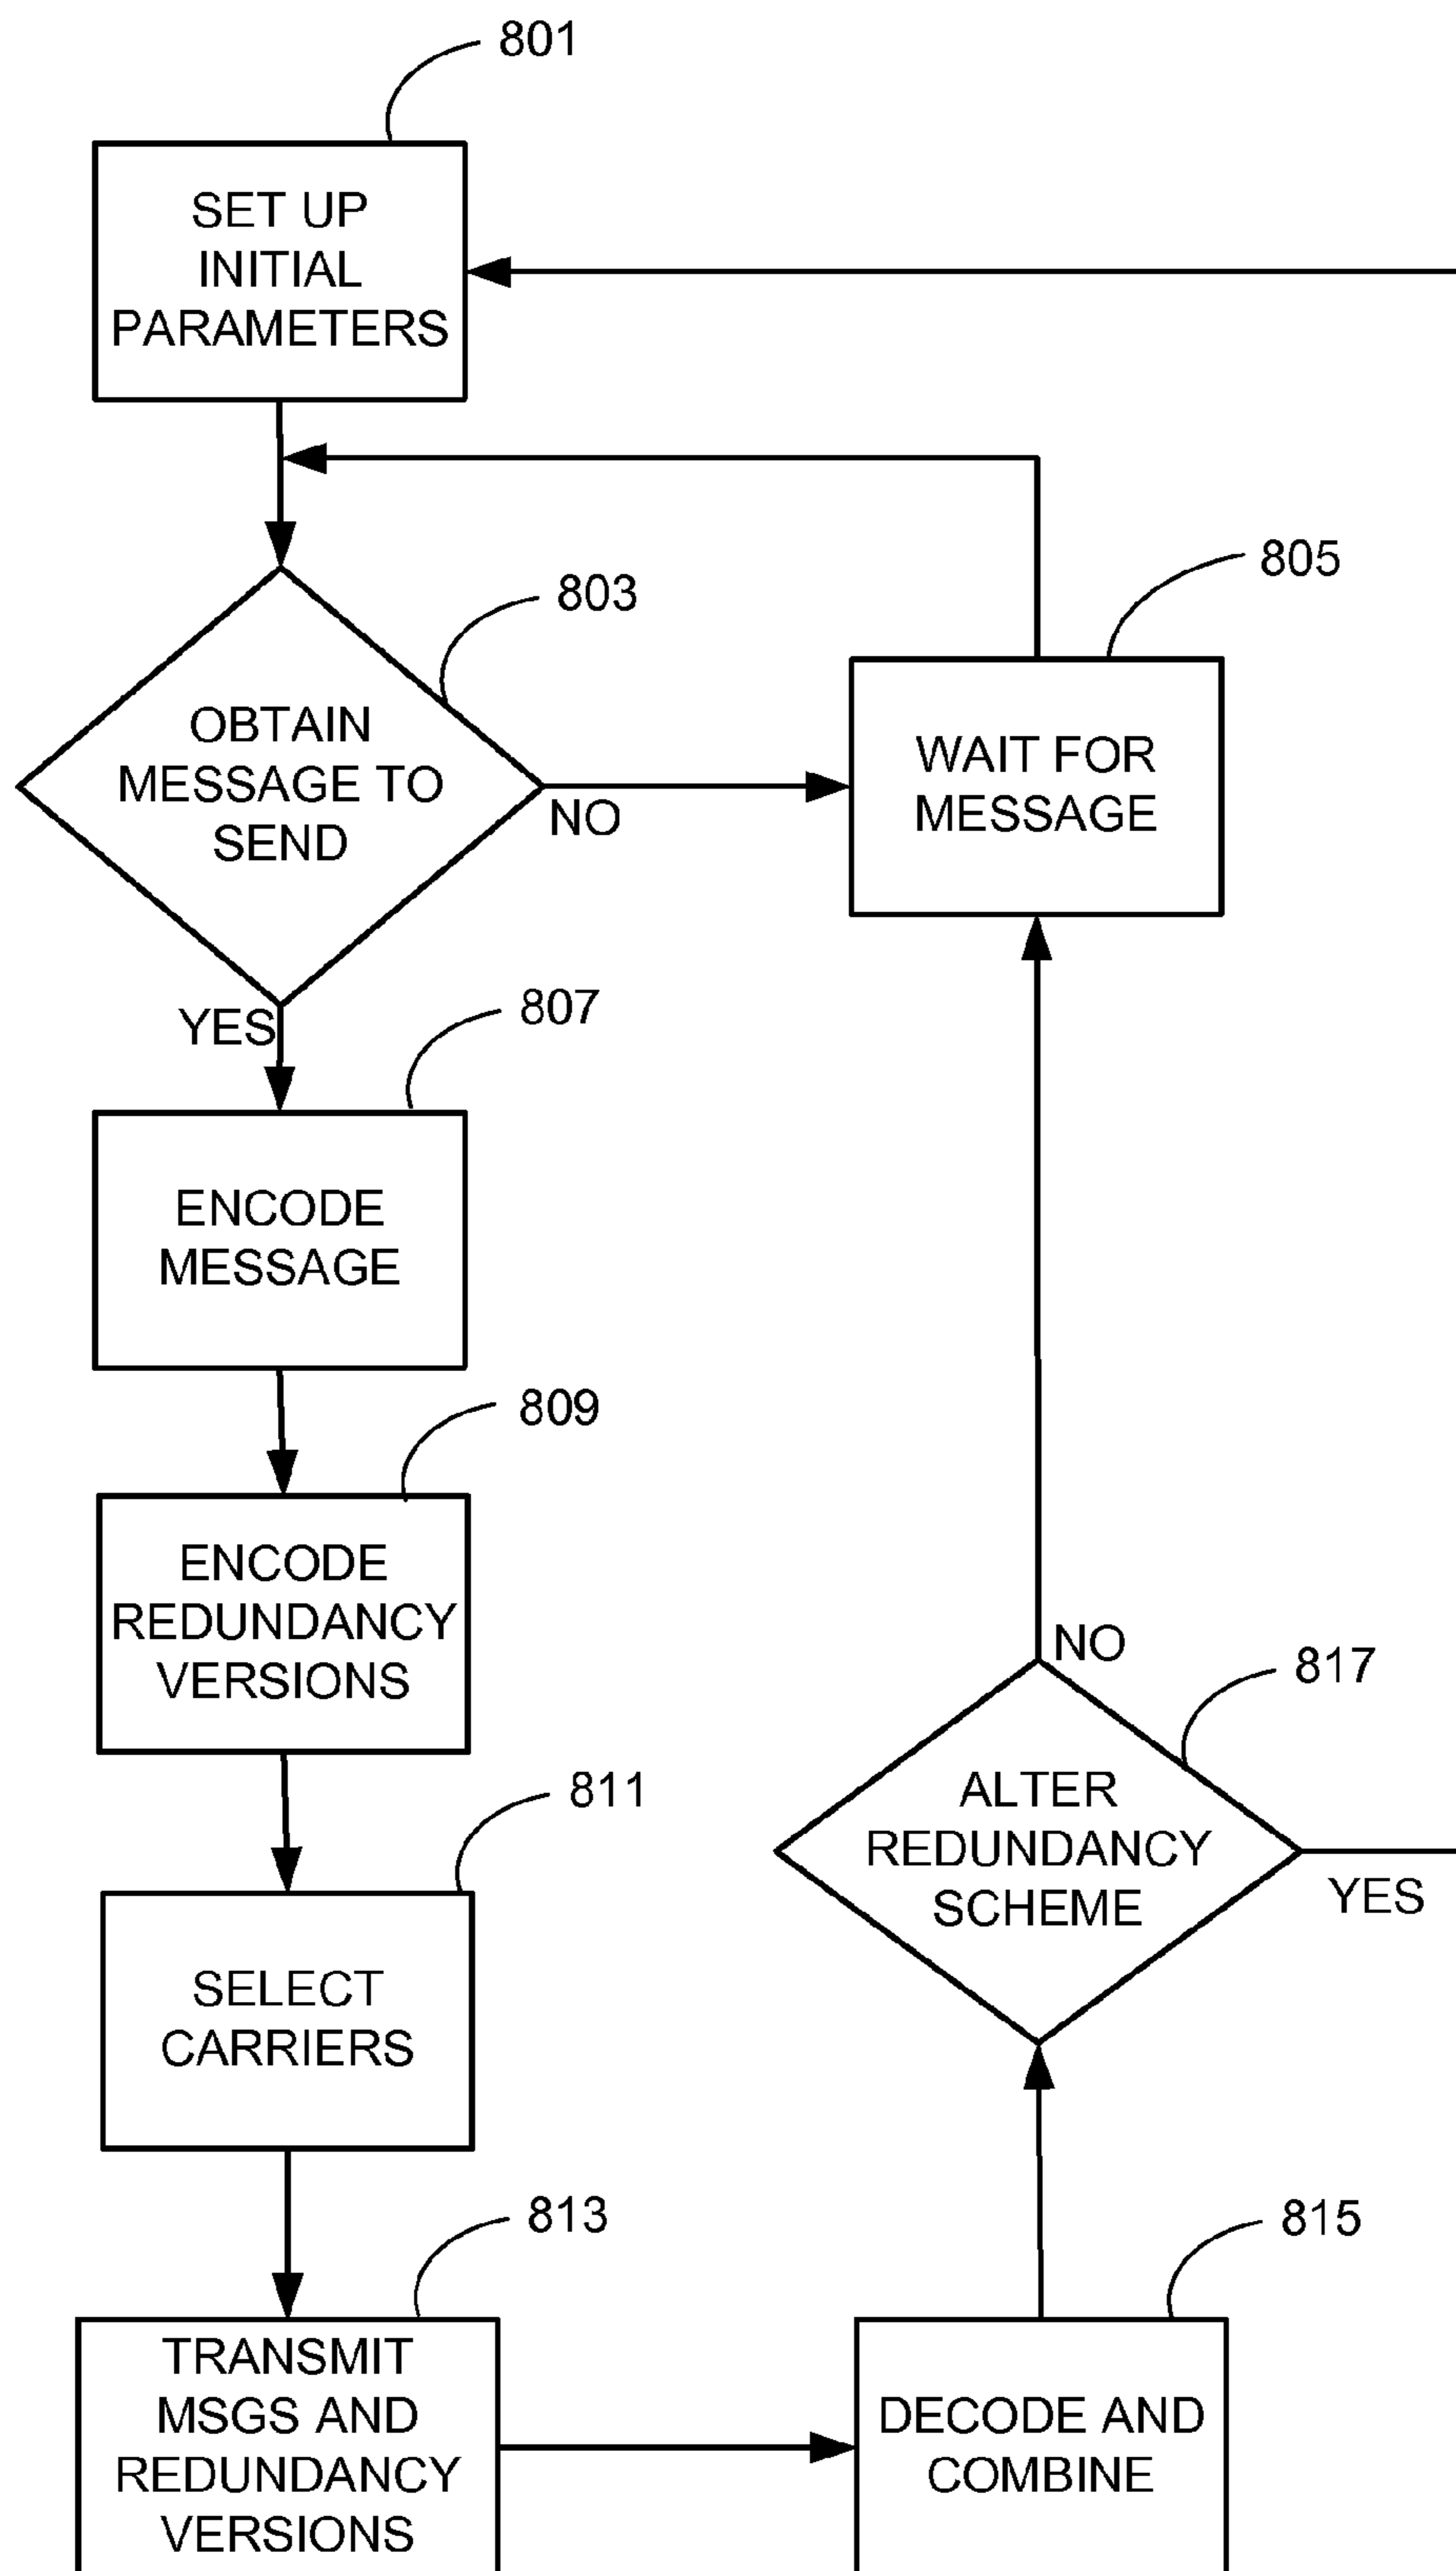 801
SET UP
INITIAL
PARAMETERS
803
OBTAIN
MESSAGE TO
SEND
NO
YES
805
WAIT FOR
MESSAGE
807
ENCODE
MESSAGE
809
ENCODE
REDUNDANCY
VERSIONS
811
SELECT
CARRIERS
813
TRANSMIT
MSGS AND
REDUNDANCY
VERSIONS
815
DECODE AND
COMBINE
817
ALTER
REDUNDANCY
SCHEME
NO
YES